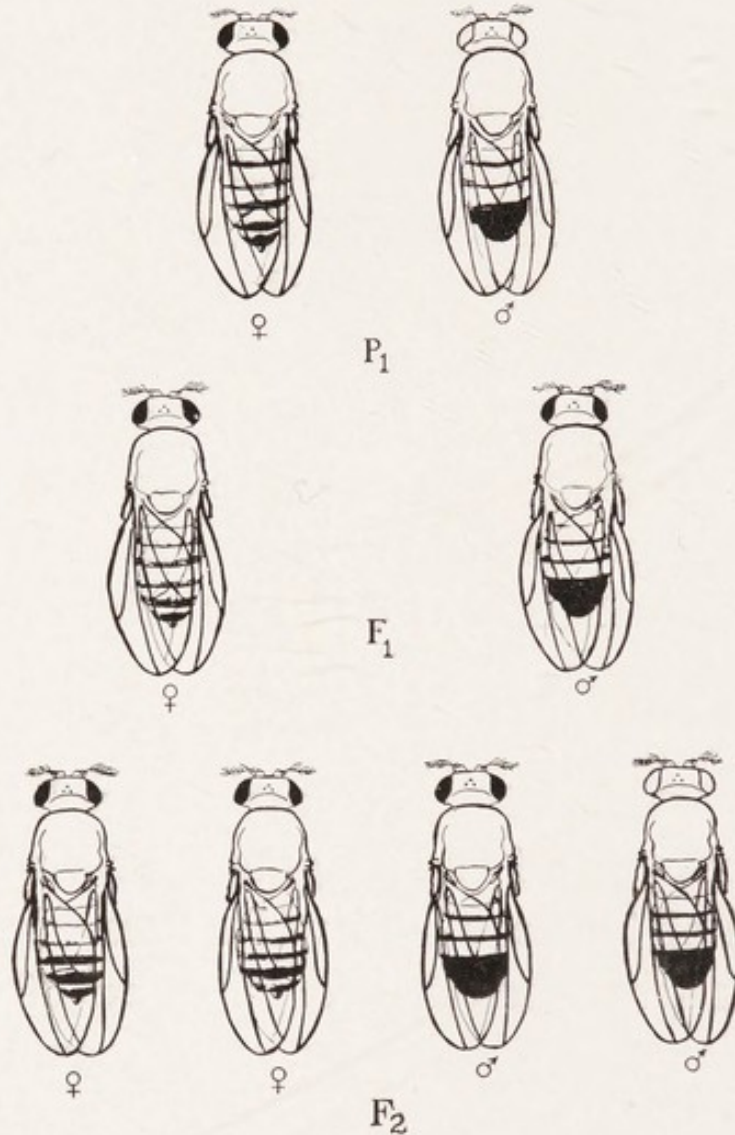 ♀ ♂
P₁
♀ ♂
F₁
♀ ♀ ♂ ♂
F₂